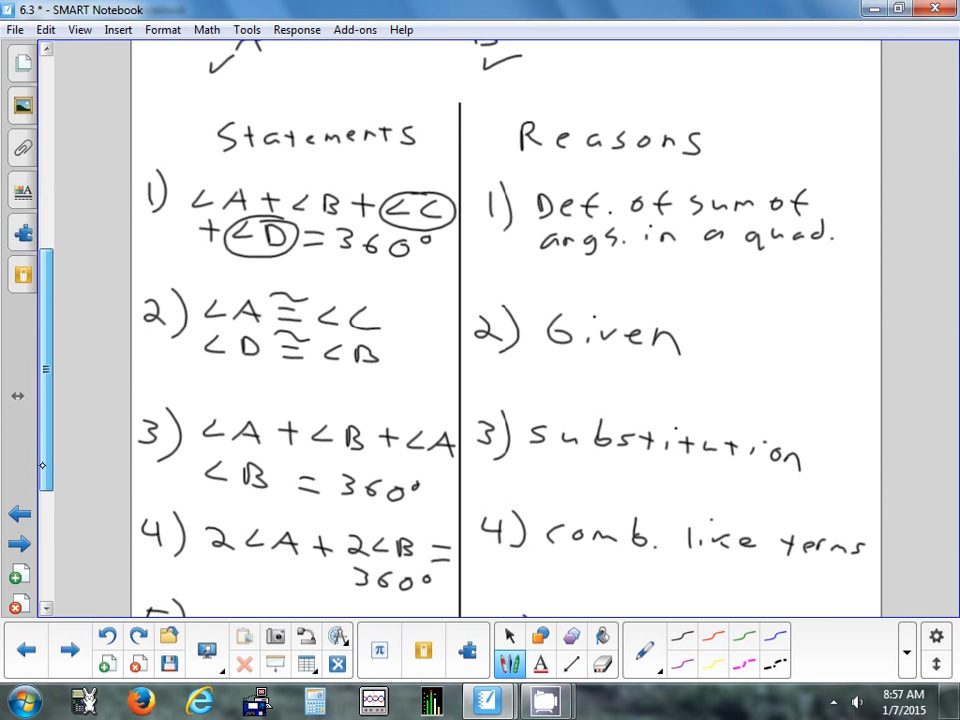 6.3 * - SMART Notebook
File Edit View Insert Format Math Tools Response Add-ons Help
Statements
Reasons
1) ∠A + ∠B + ∠C
+ ∠D = 360°
1) Def. of sum of
args. in a quad.
2) ∠A ≅ ∠C
∠D ≅ ∠B
2) Given
3) ∠A + ∠B + ∠A
∠B = 360°
3) substitution
4) 2∠A + 2∠B =
360°
4) comb. like terms
8:57 AM
1/7/2015